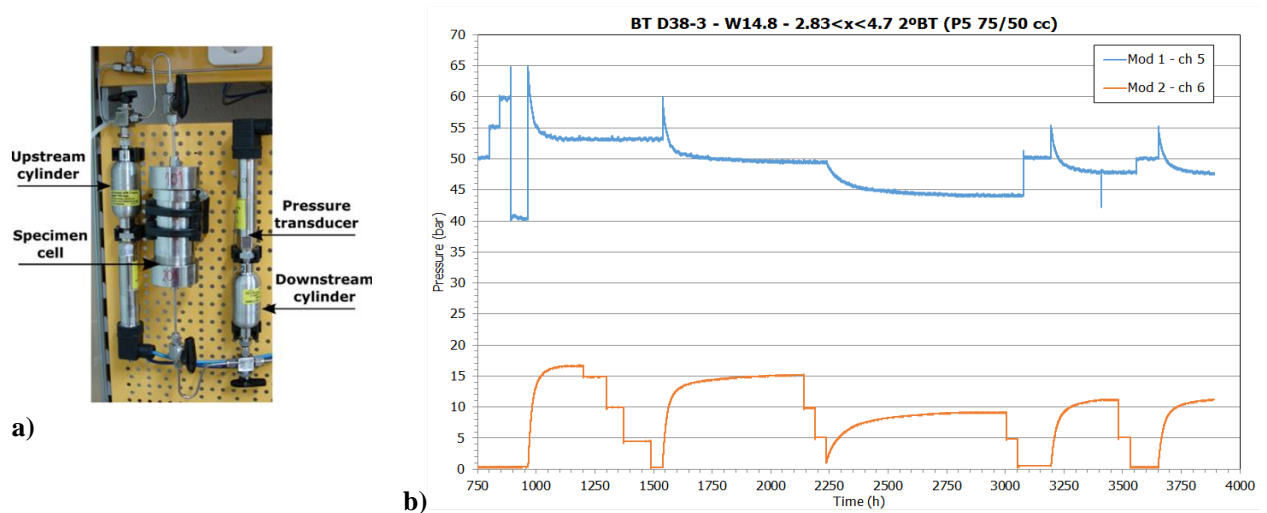 Upstream
cylinder
Specimen
cell
Pressure
transducer
Downstream
cylinder
101
201
a)
BT D38-3 - W14.8 - 2.83<x<4.7 2ºBT (P5 75/50 cc)
Mod 1 - ch 5
Mod 2 - ch 6
Pressure (bar)
70
65
60
55
50
45
40
35
30
25
20
15
10
5
0
750 1000 1250 1500 1750 2000 2250 2500 2750 3000 3250 3500 3750 4000
Time (h)
b)